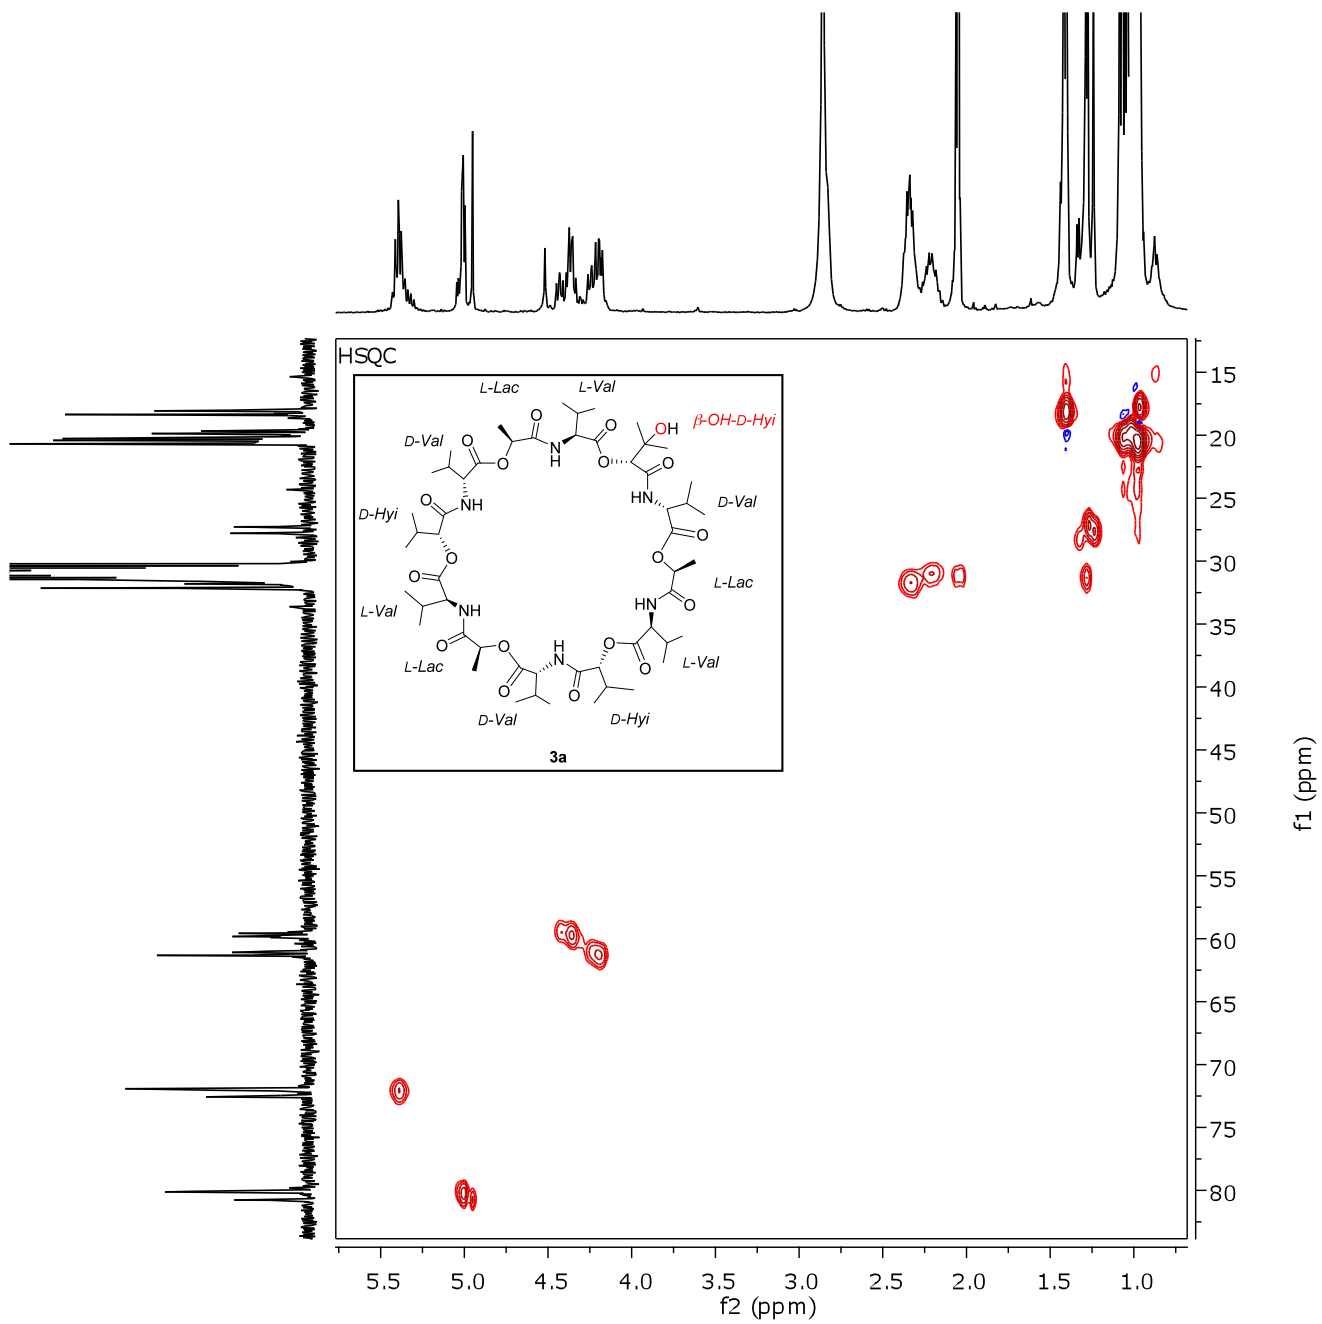 HSQC
L-Lac
L-Val
O
O
OH
β-OH-D-Hyi
D-Val
O
O
N
H
O
O
O
O
NH
HN
D-Val
D-Hyi
O
O
O
O
O
L-Lac
L-Val
NH
HN
O
O
O
H
N
O
O
L-Lac
O
O
O
L-Val
D-Val
D-Hyi
3a
15
20
25
30
35
40
45
50
55
60
65
70
75
80
f1 (ppm)
5.5
5.0
4.5
4.0
3.5
3.0
2.5
2.0
1.5
1.0
f2 (ppm)